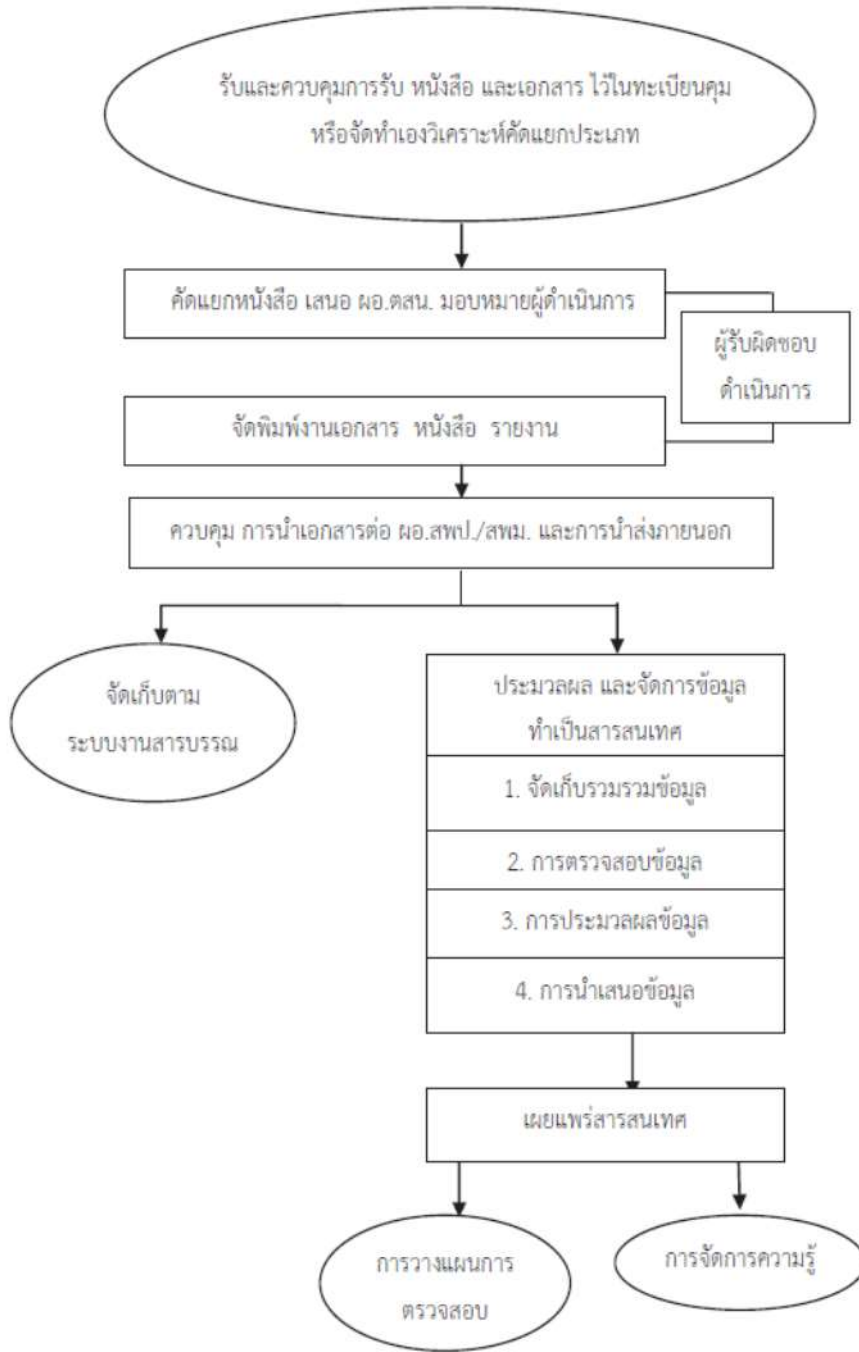 รับและควบคุมการรับ หนังสือ และเอกสาร ไว้ในทะเบียนคุม
หรือจัดทำเองวิเคราะห์คัดแยกประเภท
คัดแยกหนังสือ เสนอ ผอ.ตสน. มอบหมายผู้ดำเนินการ
ผู้รับผิดชอบ
ดำเนินการ
จัดพิมพ์งานเอกสาร หนังสือ รายงาน
ควบคุม การนำเอกสารต่อ ผอ.สพป./สพม. และการนำส่งภายนอก
จัดเก็บตาม
ระบบงานสารบรรณ
ประมวลผล และจัดการข้อมูล
ทำเป็นสารสนเทศ
1. จัดเก็บรวมรวมข้อมูล
2. การตรวจสอบข้อมูล
3. การประมวลผลข้อมูล
4. การนำเสนอข้อมูล
เผยแพร่สารสนเทศ
การวางแผนการ
ตรวจสอบ
การจัดการความรู้